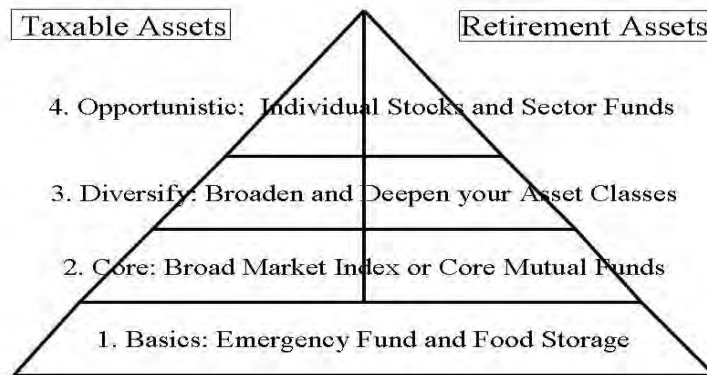 Taxable Assets
Retirement Assets
4. Opportunistic: Individual Stocks and Sector Funds
3. Diversify: Broaden and Deepen your Asset Classes
2. Core: Broad Market Index or Core Mutual Funds
1. Basics: Emergency Fund and Food Storage